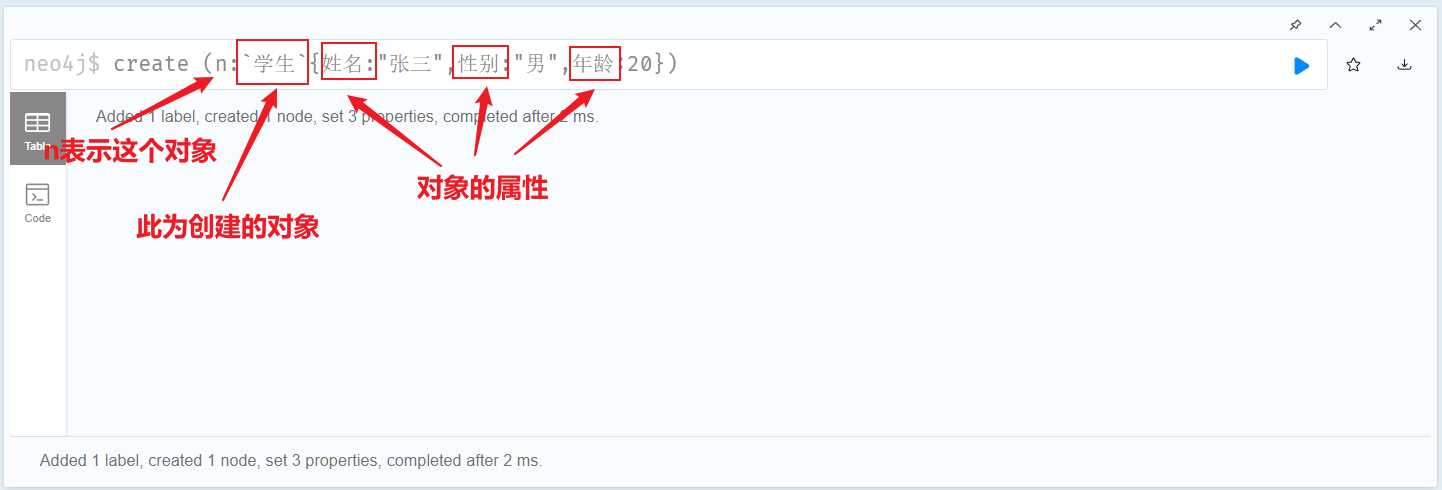 neo4j$ create (n:`学生`{姓名:"张三",性别:"男",年龄:20})
Added 1 label, created 1 node, set 3 properties, completed after 2 ms.
Table
n表示这个对象
对象的属性
Code
此为创建的对象
Added 1 label, created 1 node, set 3 properties, completed after 2 ms.